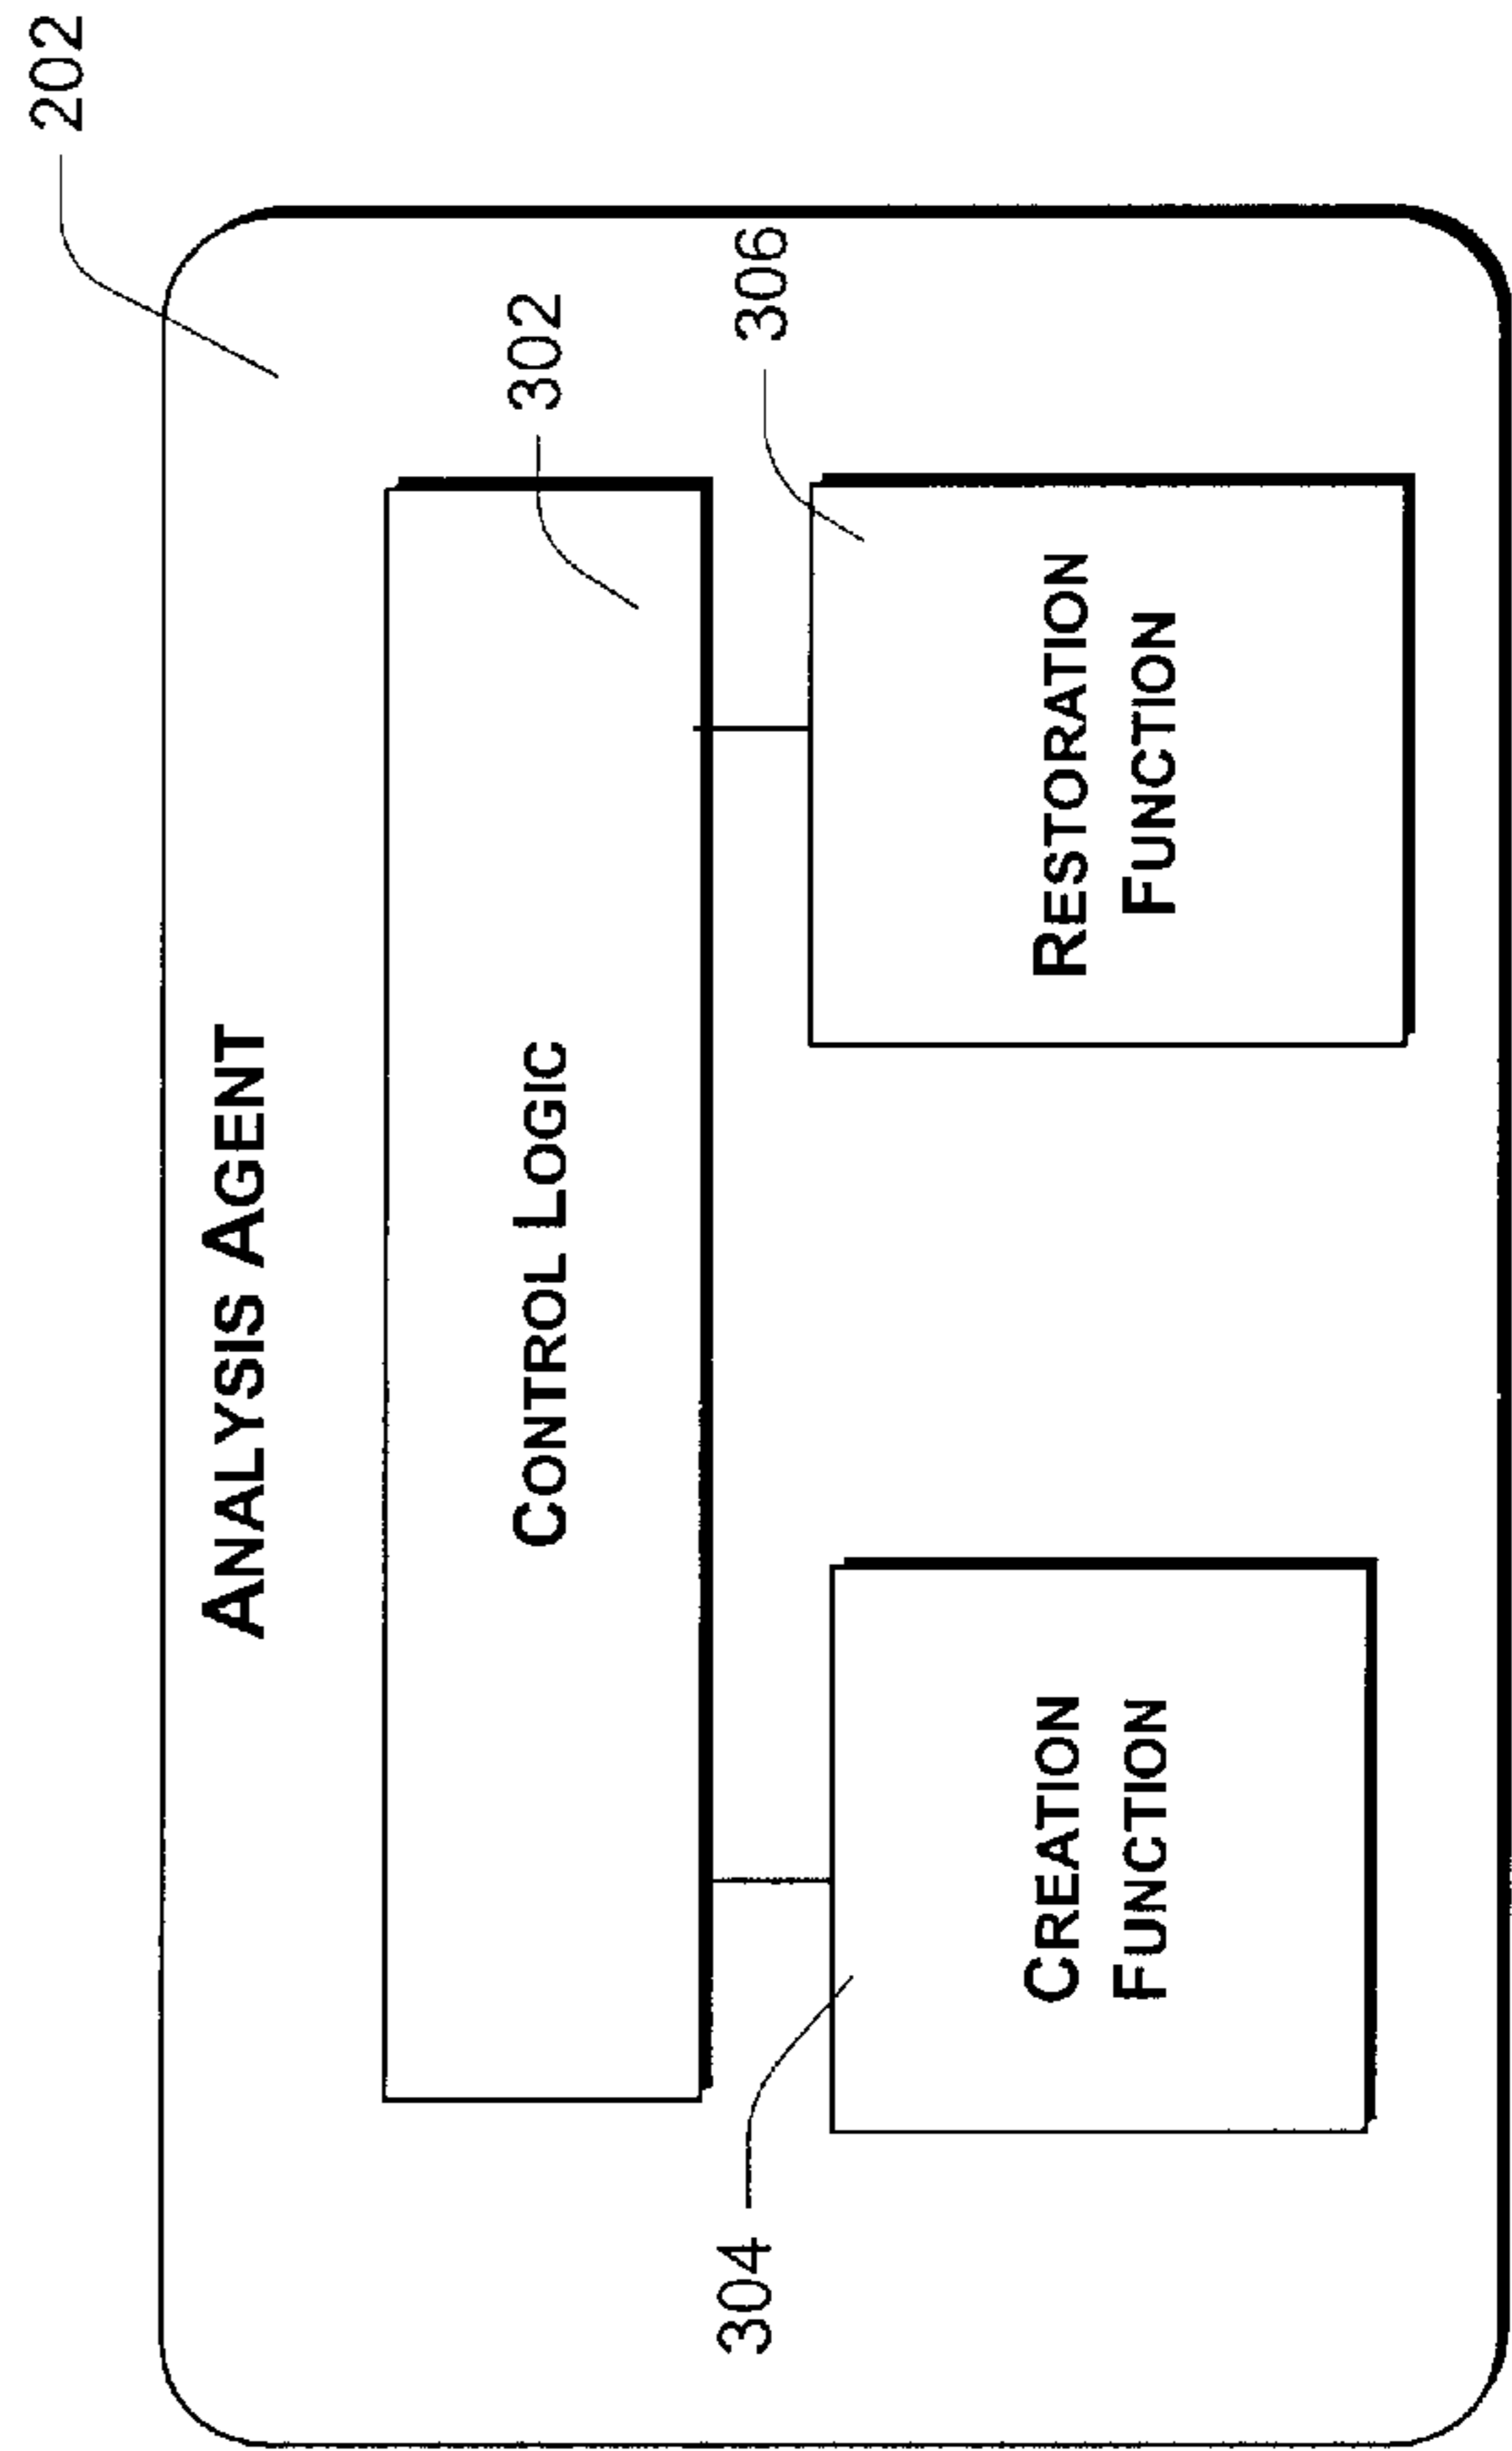 202
ANALYSIS AGENT
302
CONTROL LOGIC
304
306
CREATION
FUNCTION
RESTORATION
FUNCTION